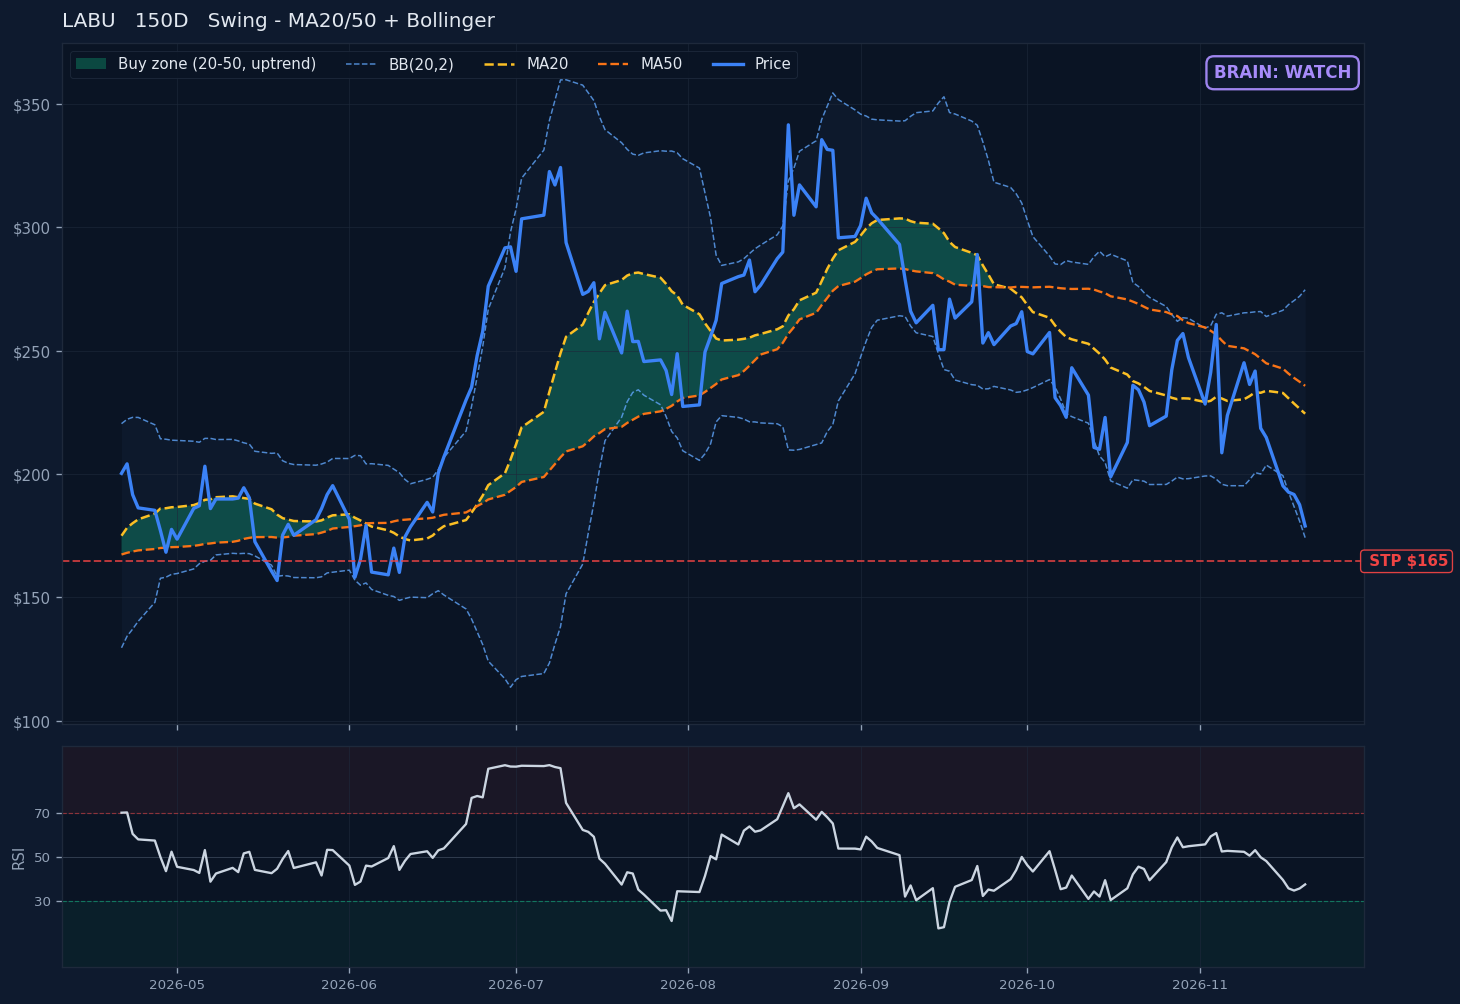 LABU   150D   Swing - MA20/50 + Bollinger
Buy zone (20-50, uptrend)   BB(20,2)   MA20   MA50   Price
BRAIN: WATCH
$350
$300
$250
$200
$150
$100
STP $165
RSI
70
50
30
2026-05   2026-06   2026-07   2026-08   2026-09   2026-10   2026-11